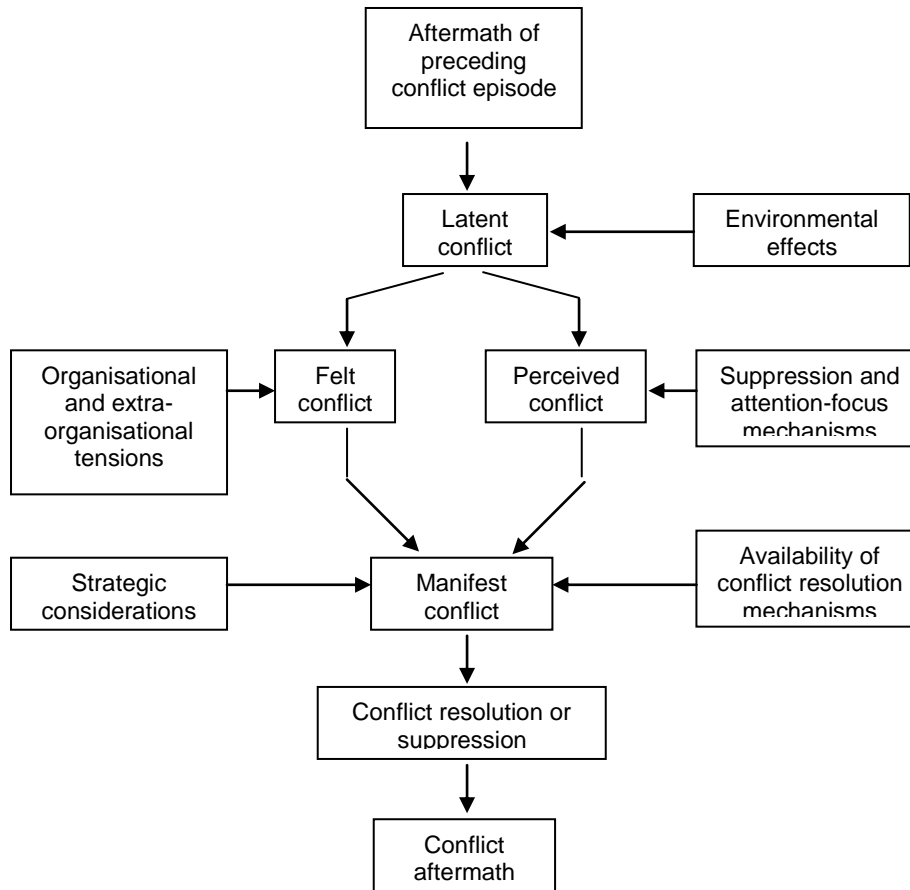 Aftermath of
preceding
conflict episode
Latent
conflict
Environmental
effects
Organisational
and extra-
organisational
tensions
Felt
conflict
Perceived
conflict
Suppression and
attention-focus
mechanisms
Strategic
considerations
Manifest
conflict
Availability of
conflict resolution
mechanisms
Conflict resolution or
suppression
Conflict
aftermath